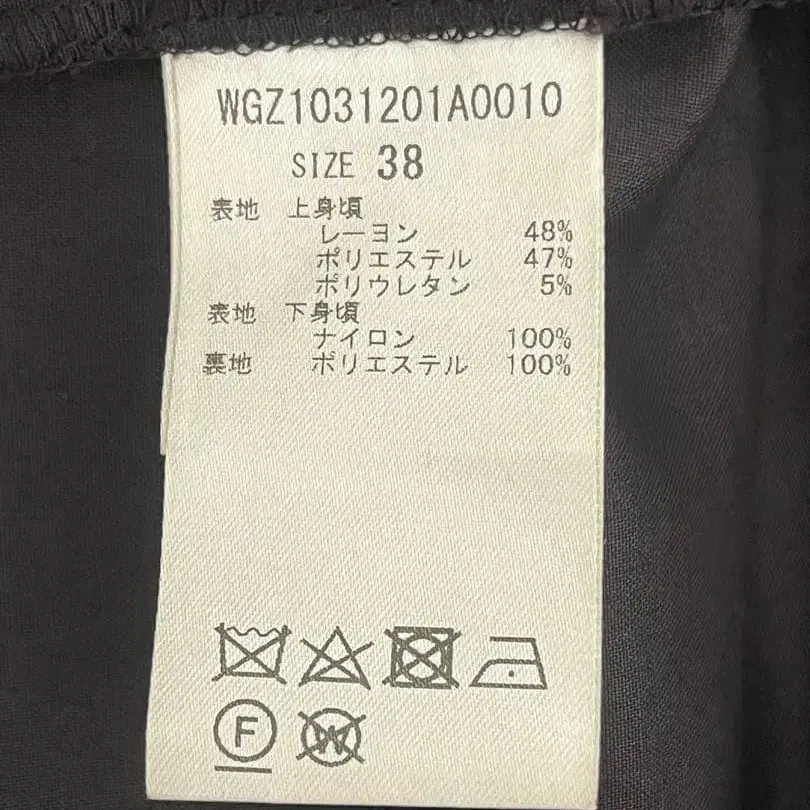 WGZ1031201A0010
SIZE 38
表地 上身頃
レーヨン 48%
ポリエステル 47%
ポリウレタン 5%
表地 下身頃
ナイロン 100%
裏地 ポリエステル 100%
F W